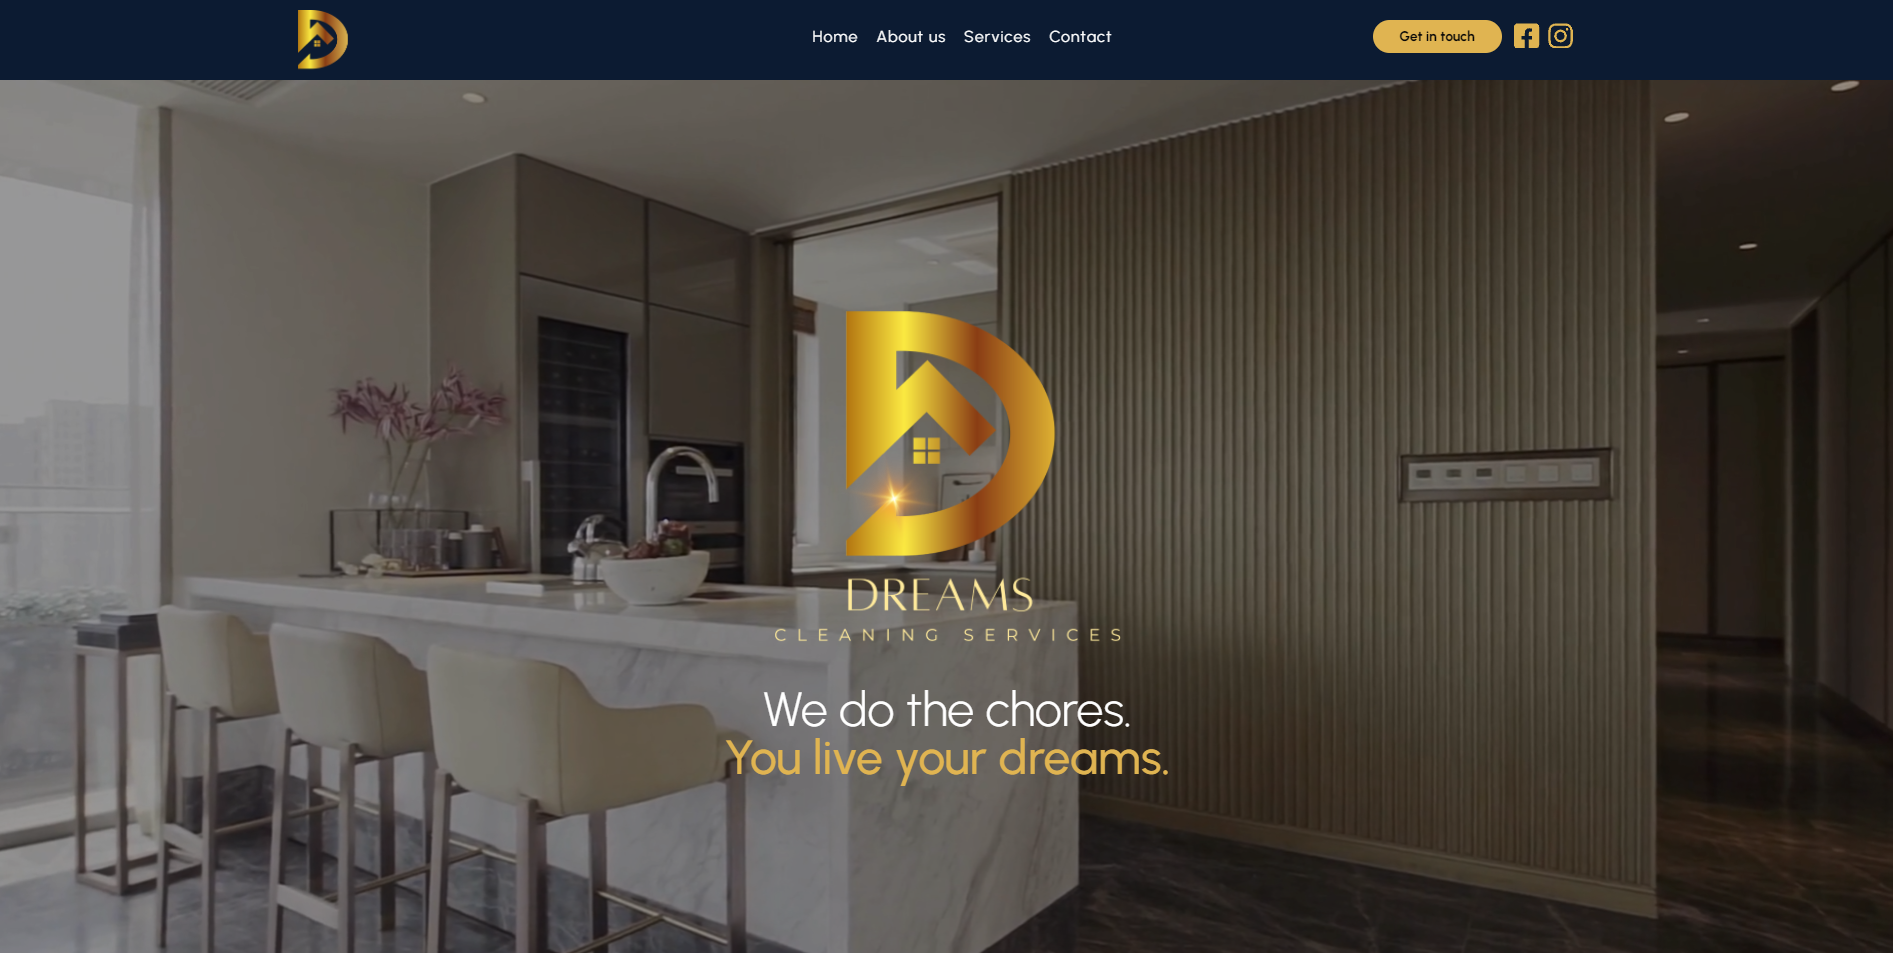 Home About us Services Contact Get in touch
DREAMS
CLEANING SERVICES
We do the chores.
You live your dreams.